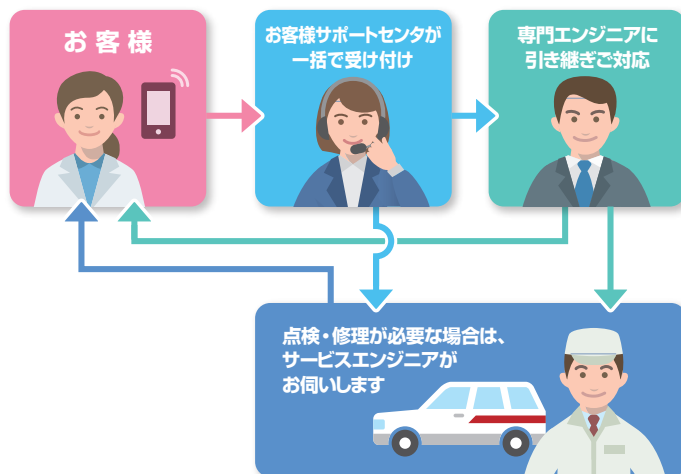 お客様
お客様サポートセンタが
一括で受け付け
専門エンジニアに
引き継ぎご対応
点検・修理が必要な場合は、
サービスエンジニアが
お伺いします